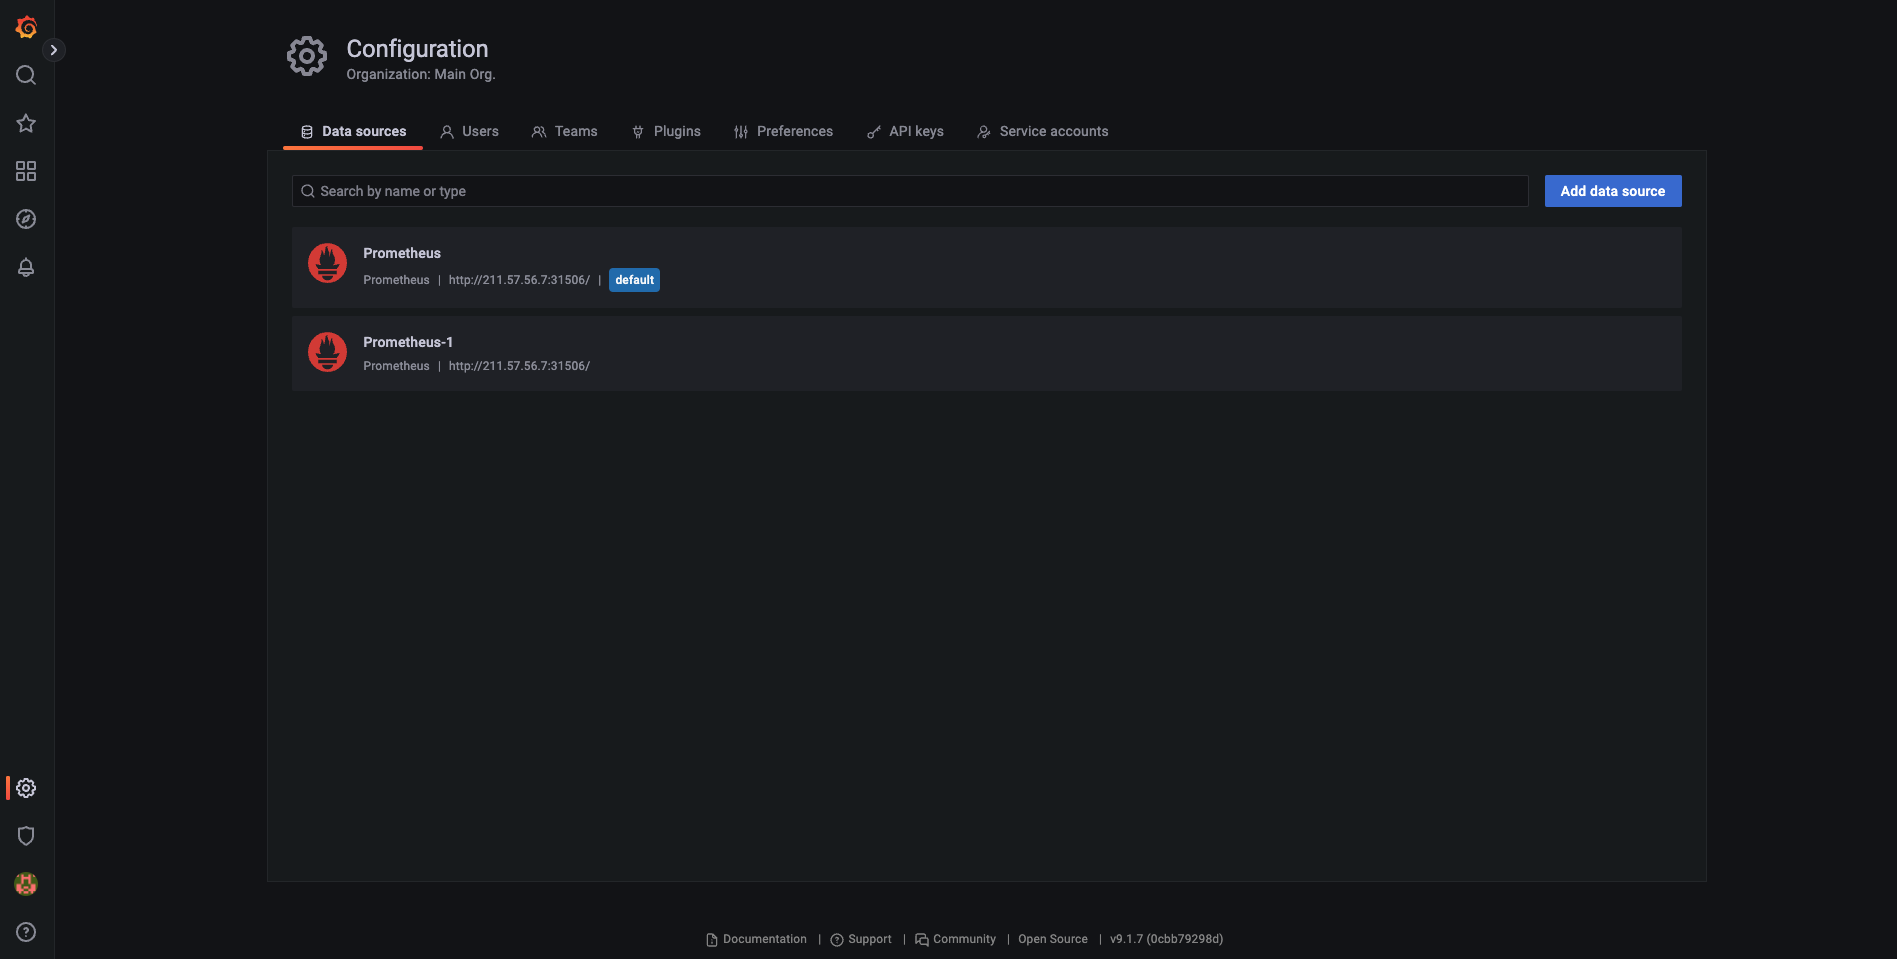 Configuration
Organization: Main Org.
Data sources
Users
Teams
Plugins
Preferences
API keys
Service accounts
Search by name or type
Add data source
Prometheus
Prometheus | http://211.57.56.7:31506/ | default
Prometheus-1
Prometheus | http://211.57.56.7:31506/
Documentation | Support | Community | Open Source | v9.1.7 (0cbb79298d)